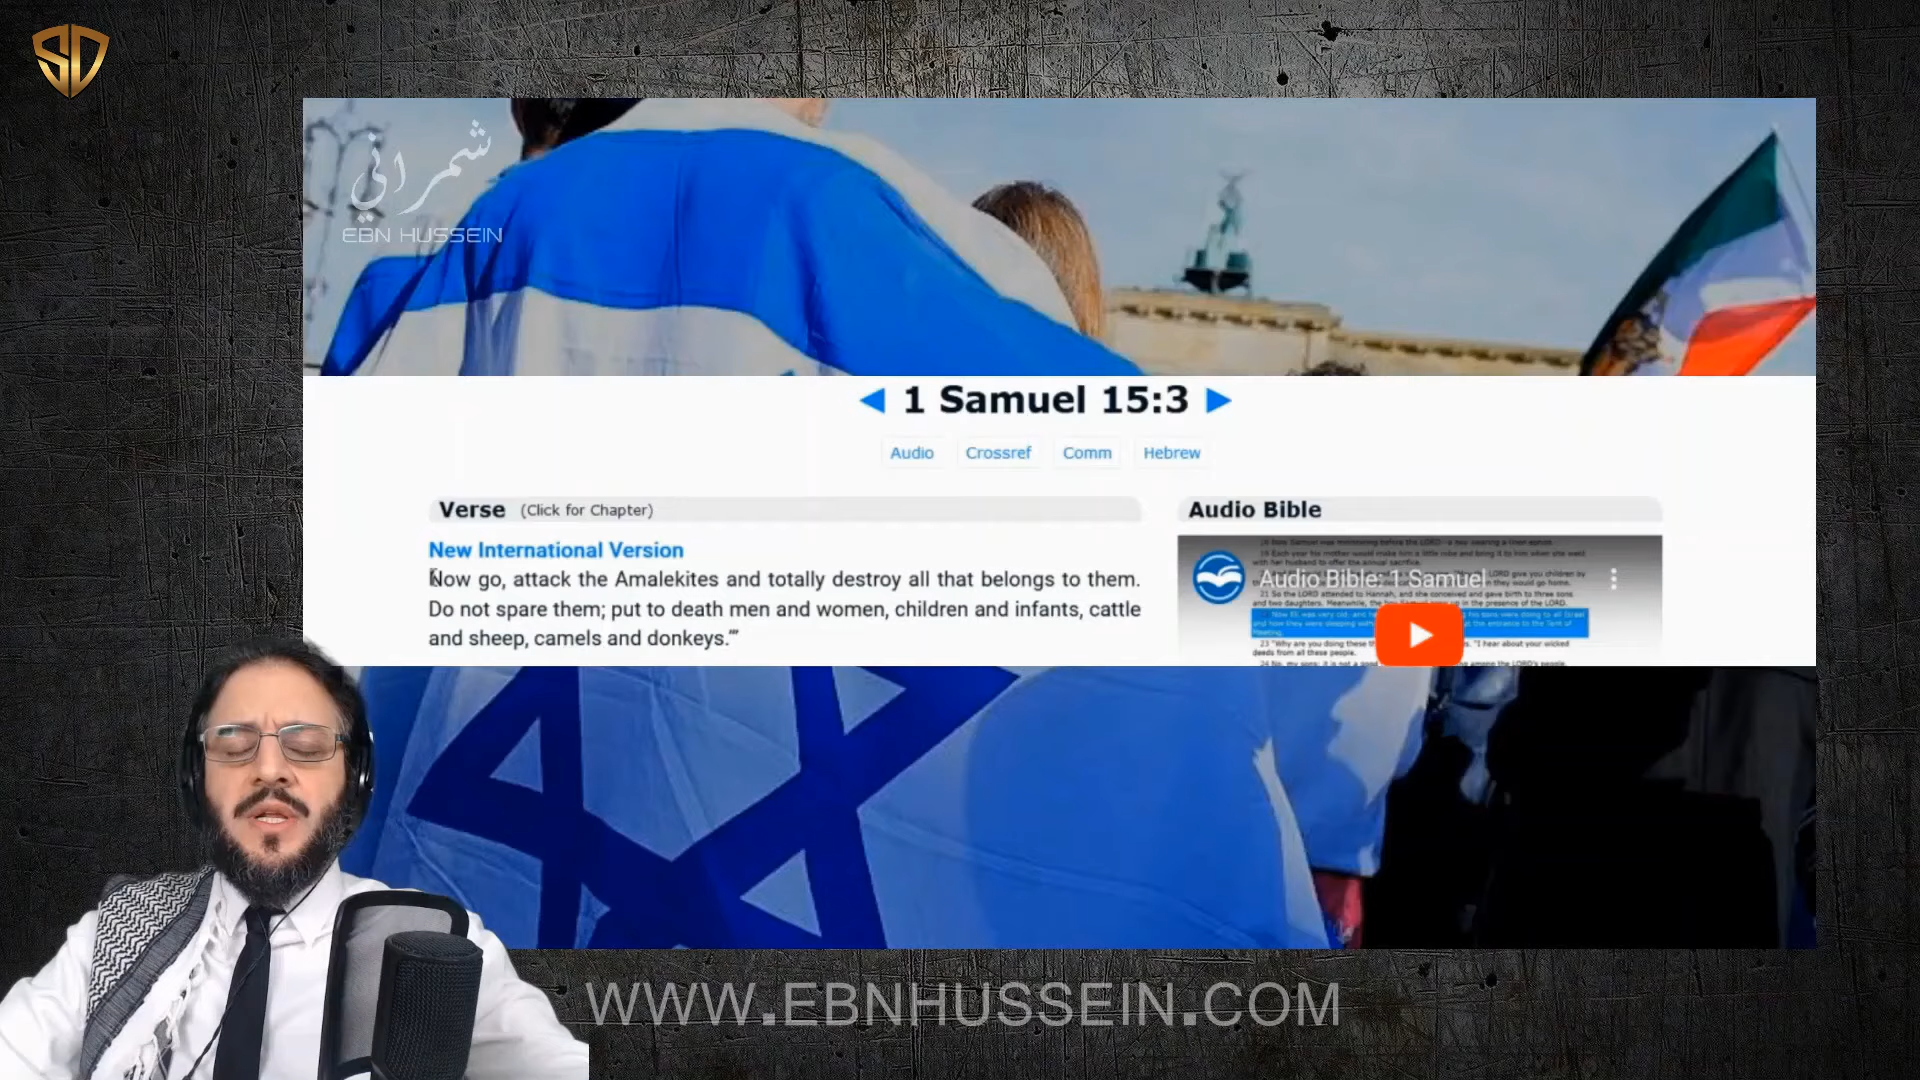 SD
شمراني
EBN HUSSEIN
1 Samuel 15:3
Audio Crossref Comm Hebrew
Verse (Click for Chapter)
New International Version
Now go, attack the Amalekites and totally destroy all that belongs to them.
Do not spare them; put to death men and women, children and infants, cattle
and sheep, camels and donkeys.’”
Audio Bible
Audio Bible: 1 Samuel
WWW.EBNHUSSEIN.COM